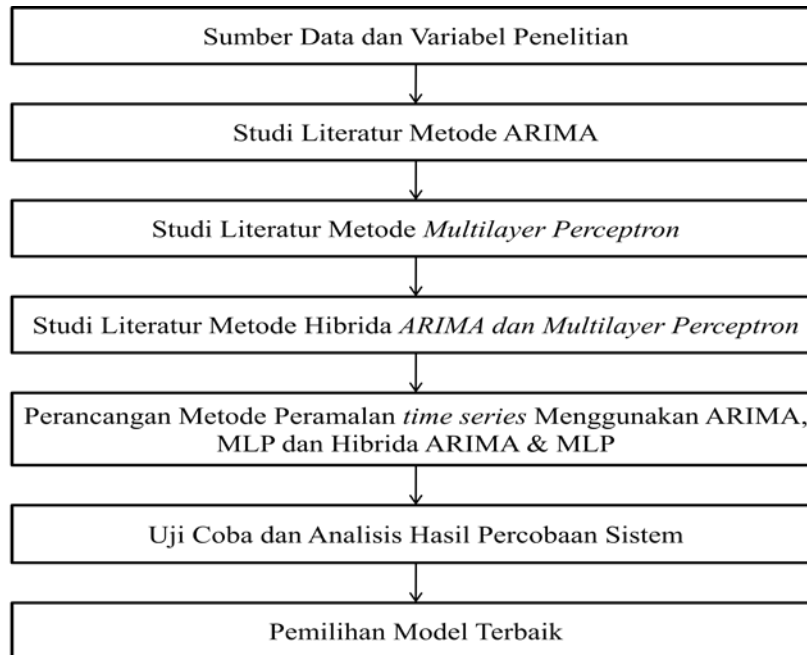 Sumber Data dan Variabel Penelitian
Studi Literatur Metode ARIMA
Studi Literatur Metode Multilayer Perceptron
Studi Literatur Metode Hibrida ARIMA dan Multilayer Perceptron
Perancangan Metode Peramalan time series Menggunakan ARIMA,
MLP dan Hibrida ARIMA & MLP
Uji Coba dan Analisis Hasil Percobaan Sistem
Pemilihan Model Terbaik